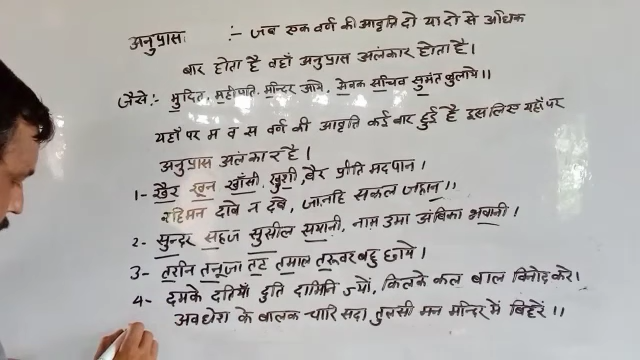 अनुप्रासः :- जब एक वर्ण की आवृति दो या दो से अधिक
बार होता है वहाँ अनुप्रास अलंकार होता है।
जैसेः- मुदित, महीपति, मन्दिर आये, सेवक सचिव सुमंत बुलाये।।
यहाँ पर म व स वर्ण की आवृति कई बार हुई है इसलिए यहाँ पर
अनुप्रास अलंकार है।
1- खैर खून खाँसी, खुशी, बैर प्रीति मदपान।
रहिमन दाबे न दबै, जानहि सकल जहान।।
2- सुन्दर सहज सुसील सयानी, नाम उमा अंबिका भवानी।
3- तरनि तनूजा तट तमाल तरूवर बहु छाये।
4- दमके दतियाँ दुति दामिनि ज्यों, किलके कल बाल विनोद करे।
अवधेश के बालक चारि सदा तुलसी मन मन्दिर में बिहरें।।